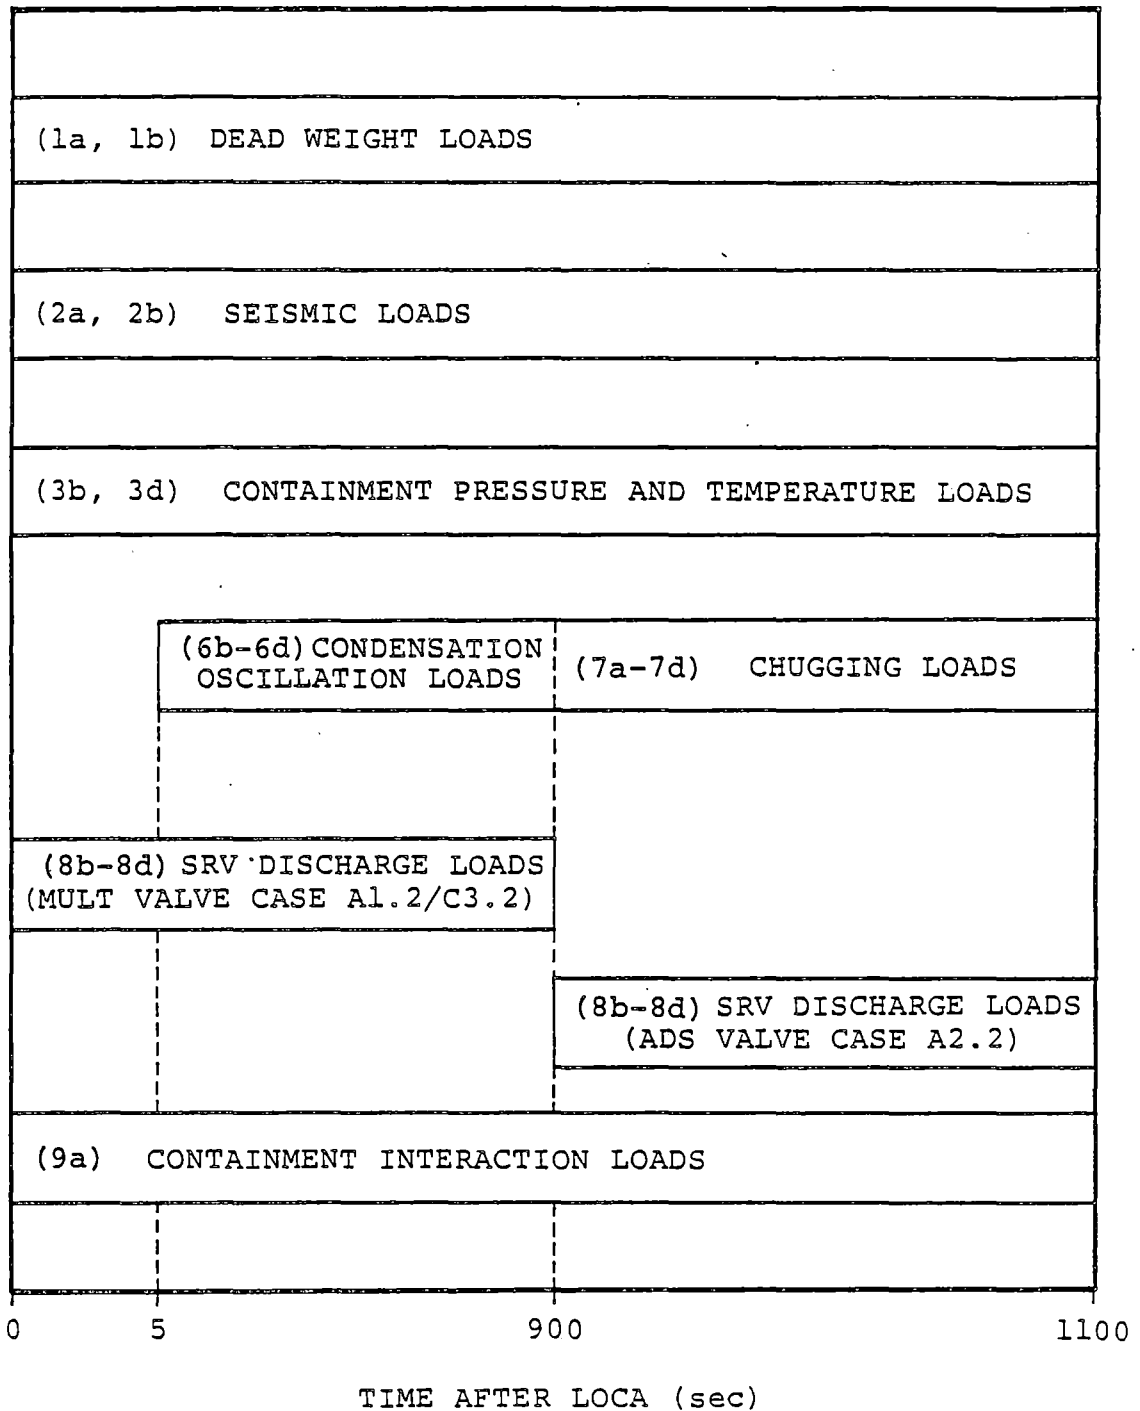 (1a, 1b) DEAD WEIGHT LOADS
(2a, 2b) SEISMIC LOADS
(3b, 3d) CONTAINMENT PRESSURE AND TEMPERATURE LOADS
(6b-6d) CONDENSATION
OSCILLATION LOADS
(7a-7d) CHUGGING LOADS
(8b-8d) SRV DISCHARGE LOADS
(MULT VALVE CASE A1.2/C3.2)
(8b-8d) SRV DISCHARGE LOADS
(ADS VALVE CASE A2.2)
(9a) CONTAINMENT INTERACTION LOADS
0 5 900 1100
TIME AFTER LOCA (sec)